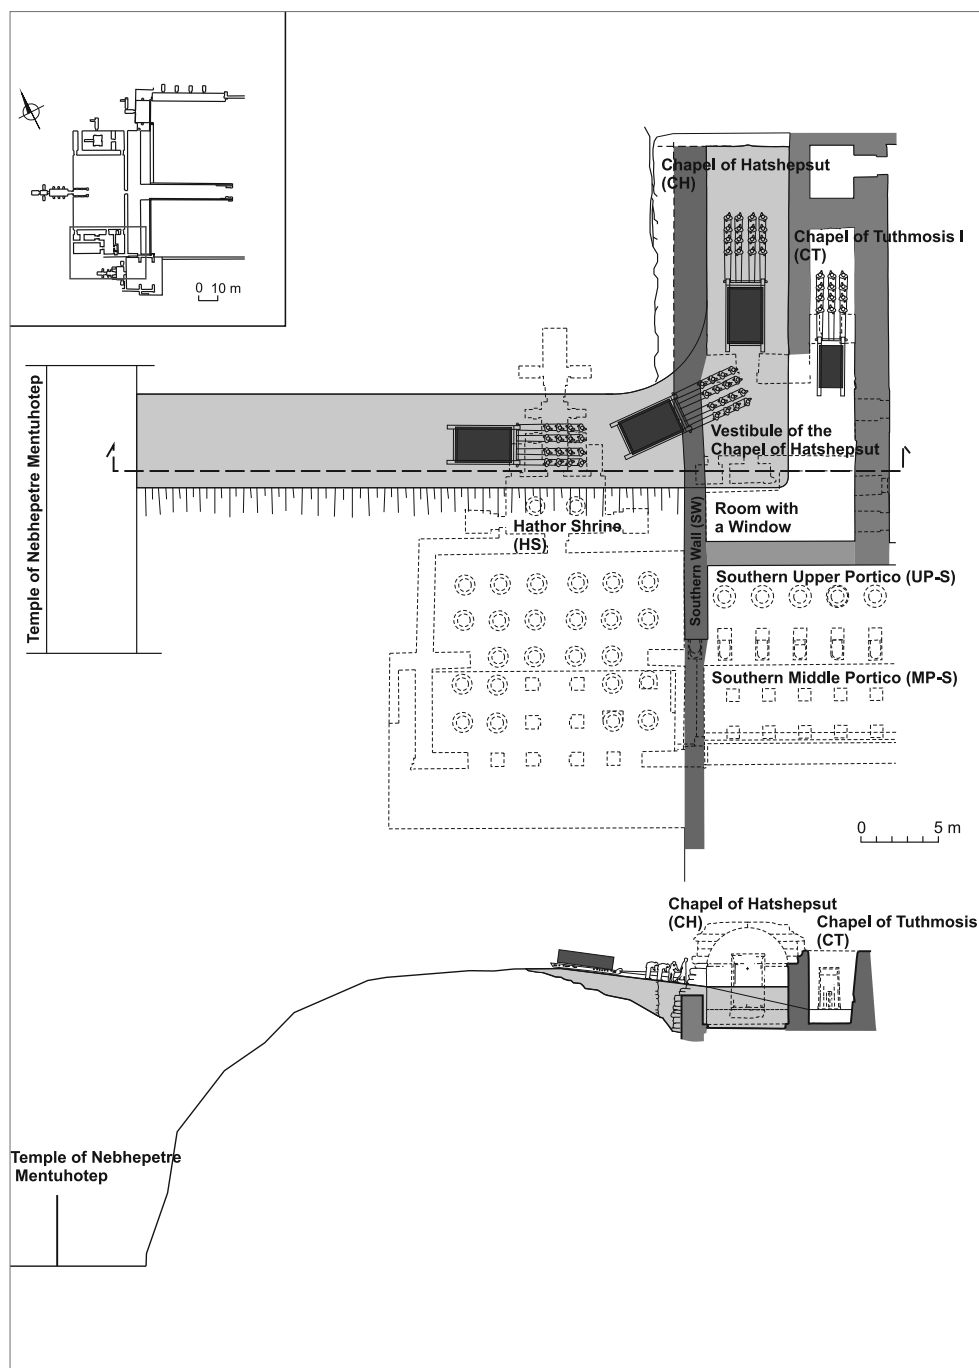 0 10 m
Chapel of Hatshepsut
(CH)
Chapel of Tuthmosis I
(CT)
Temple of Nebhepetre Mentuhotep
Vestibule of the
Chapel of Hatshepsut
Room with
a Window
Hathor Shrine
(HS)
Southern Wall (SW)
Southern Upper Portico (UP-S)
Southern Middle Portico (MP-S)
0 5 m
Chapel of Hatshepsut
(CH)
Chapel of Tuthmosis
(CT)
Temple of Nebhepetre
Mentuhotep